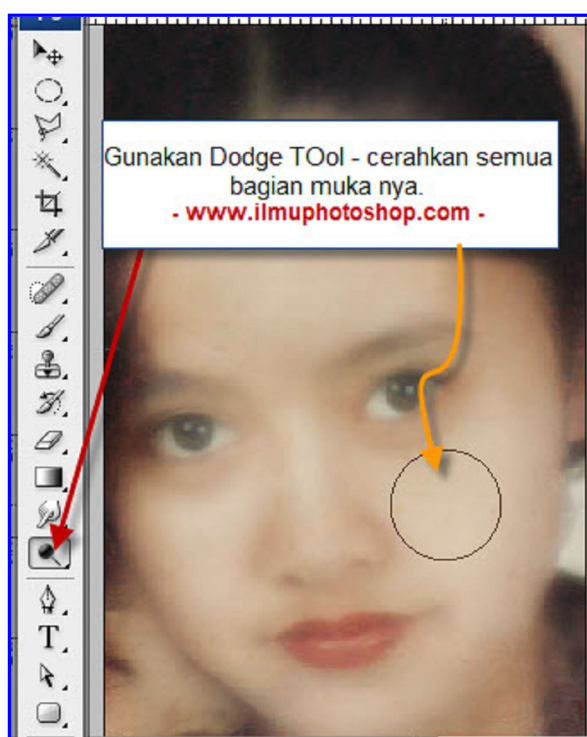 Gunakan Dodge TOol - cerahkan semua
bagian muka nya.
- www.ilmuphotoshop.com -
T